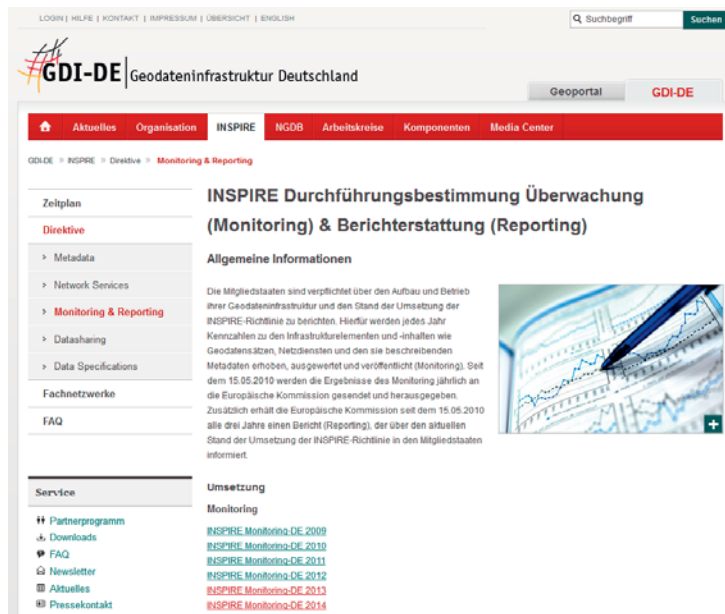 LOGIN | HILFE | KONTAKT | IMPRESSUM | ÜBERSICHT | ENGLISH
Suchbegriff
Suchen
GDI-DE Geodateninfrastruktur Deutschland
Geoportal
GDI-DE
Aktuelles Organisation INSPIRE NGDB Arbeitskreise Komponenten Media Center
GDI-DE » INSPIRE » Direktive » Monitoring & Reporting
Zeitplan
Direktive
› Metadata
› Network Services
› Monitoring & Reporting
› Datasharing
› Data Specifications
Fachnetzwerke
FAQ
Service
Partnerprogramm
Downloads
FAQ
Newsletter
Aktuelles
Pressekontakt
INSPIRE Durchführungsbestimmung Überwachung
(Monitoring) & Berichterstattung (Reporting)
Allgemeine Informationen
Die Mitgliedstaaten sind verpflichtet über den Aufbau und Betrieb
ihrer Geodateninfrastruktur und den Stand der Umsetzung der
INSPIRE-Richtlinie zu berichten. Hierfür werden jedes Jahr
Kennzahlen zu den Infrastrukturelementen und -inhalten wie
Geodatensätzen, Netzdiensten und den sie beschreibenden
Metadaten erhoben, ausgewertet und veröffentlicht (Monitoring). Seit
dem 15.05.2010 werden die Ergebnisse des Monitoring jährlich an
die Europäische Kommission gesendet und herausgegeben.
Zusätzlich erhält die Europäische Kommission seit dem 15.05.2010
alle drei Jahre einen Bericht (Reporting), der über den aktuellen
Stand der Umsetzung der INSPIRE-Richtlinie in den Mitgliedstaaten
informiert.
Umsetzung
Monitoring
INSPIRE Monitoring-DE 2009
INSPIRE Monitoring-DE 2010
INSPIRE Monitoring-DE 2011
INSPIRE Monitoring-DE 2012
INSPIRE Monitoring-DE 2013
INSPIRE Monitoring-DE 2014